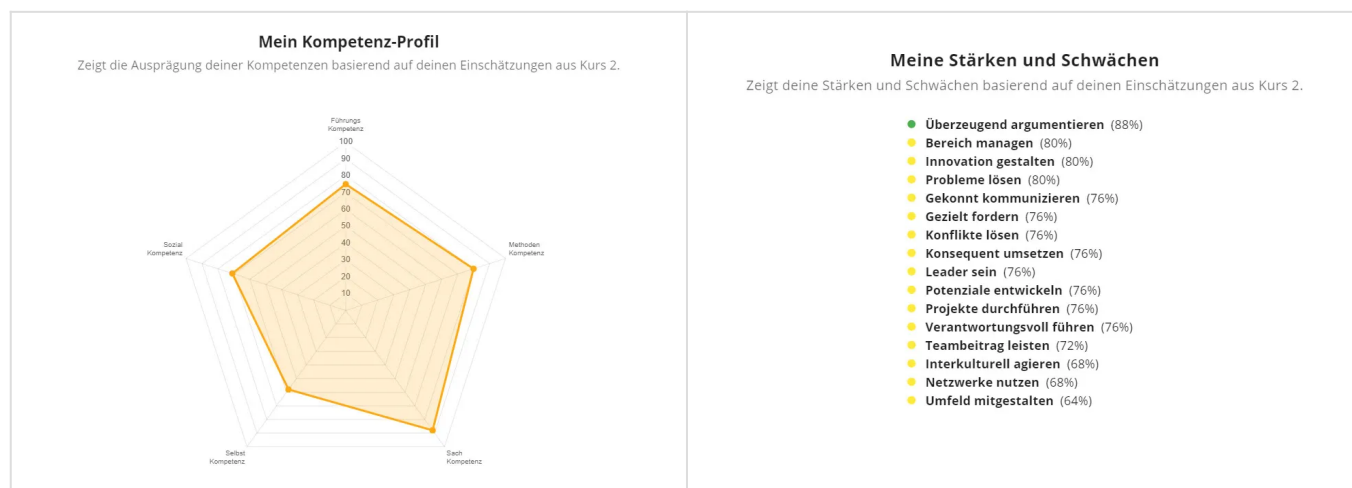 Mein Kompetenz-Profil
Zeigt die Ausprägung deiner Kompetenzen basierend auf deinen Einschätzungen aus Kurs 2.
Führungs
Kompetenz
100
90
80
70
60
50
40
30
20
10
Methoden
Kompetenz
Sach
Kompetenz
Selbst
Kompetenz
Sozial
Kompetenz
Meine Stärken und Schwächen
Zeigt deine Stärken und Schwächen basierend auf deinen Einschätzungen aus Kurs 2.
Überzeugend argumentieren (88%)
Bereich managen (80%)
Innovation gestalten (80%)
Probleme lösen (80%)
Gekonnt kommunizieren (76%)
Gezielt fordern (76%)
Konflikte lösen (76%)
Konsequent umsetzen (76%)
Leader sein (76%)
Potenziale entwickeln (76%)
Projekte durchführen (76%)
Verantwortungsvoll führen (76%)
Teambeitrag leisten (72%)
Interkulturell agieren (68%)
Netzwerke nutzen (68%)
Umfeld mitgestalten (64%)